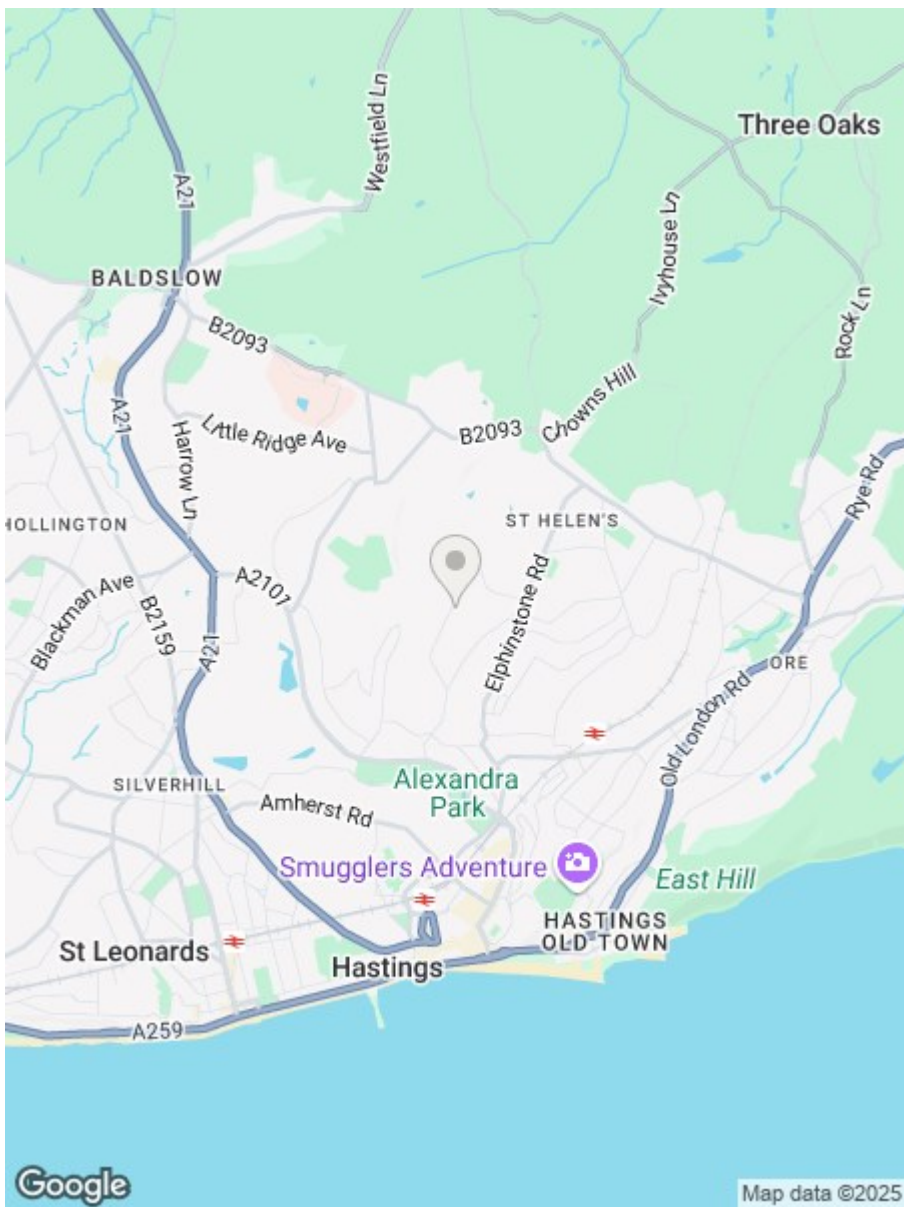 Three Oaks
Westfield Ln
A21
Ivyhouse Ln
BALDSLOW
Rock Ln
B2093
Chowns Hill
A21
Little Ridge Ave
B2093
Harrow Ln
Rye Rd
HOLLINGTON
ST HELEN'S
A2101
Blackman Ave
B2159
A21
Elphinstone Rd
ORE
Old London Rd
SILVERHILL
Alexandra
Park
Amherst Rd
Smugglers Adventure
East Hill
HASTINGS
OLD TOWN
St Leonards
Hastings
A259
Google
Map data ©2025